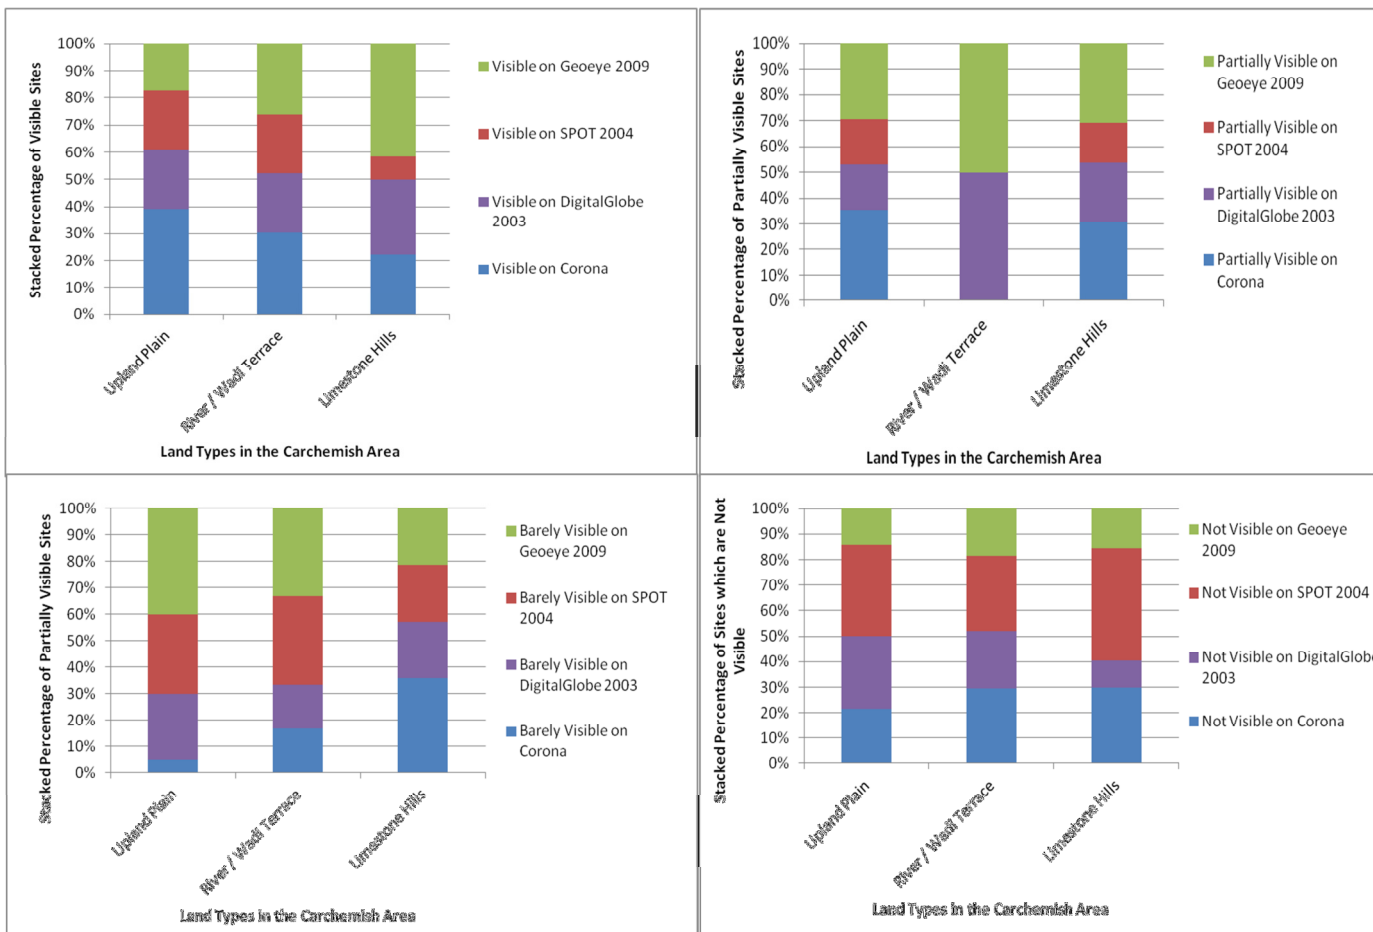 Stacked Percentage of Visible Sites
100%
90%
80%
70%
60%
50%
40%
30%
20%
10%
0%
Upland Plain
River / Wadi Terrace
Limestone Hills
Land Types in the Carchemish Area
Visible on Geoeye 2009
Visible on SPOT 2004
Visible on DigitalGlobe
2003
Visible on Corona
Stacked Percentage of Partially Visible Sites
100%
90%
80%
70%
60%
50%
40%
30%
20%
10%
0%
Upland Plain
River / Wadi Terrace
Limestone Hills
Land Types in the Carchemish Area
Partially Visible on
Geoeye 2009
Partially Visible on
SPOT 2004
Partially Visible on
DigitalGlobe 2003
Partially Visible on
Corona
Stacked Percentage of Partially Visible Sites
100%
90%
80%
70%
60%
50%
40%
30%
20%
10%
0%
Upland Plain
River / Wadi Terrace
Limestone Hills
Land Types in the Carchemish Area
Barely Visible on
Geoeye 2009
Barely Visible on SPOT
2004
Barely Visible on
DigitalGlobe 2003
Barely Visible on
Corona
Stacked Percentage of Sites which are Not
Visible
100%
90%
80%
70%
60%
50%
40%
30%
20%
10%
0%
Upland Plain
River / Wadi Terrace
Limestone Hills
Land Types in the Carchemish Area
Not Visible on Geoeye
2009
Not Visible on SPOT 2004
Not Visible on DigitalGlobe
2003
Not Visible on Corona